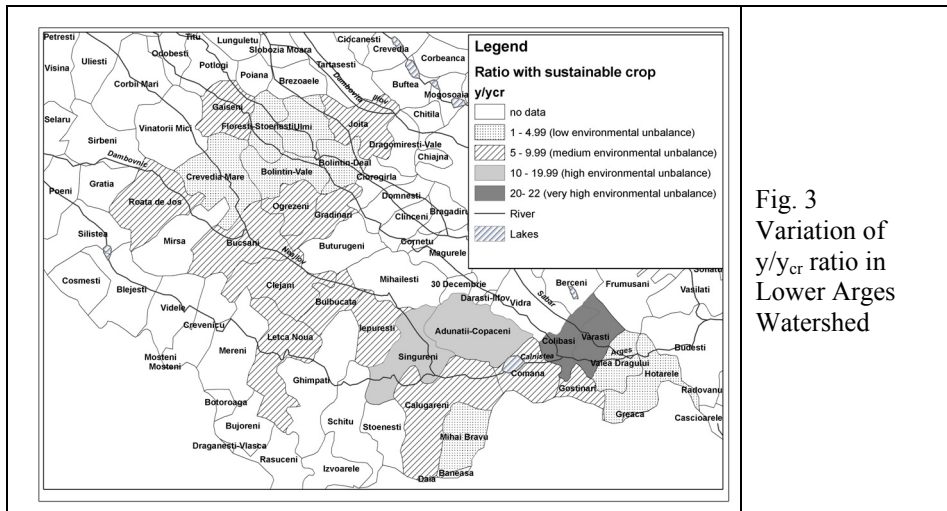 Petresti
Titu
Lunguletu
Ciocanesti
Uliesti
Odobesti
Slobozia Moara
Crevedia
Visina
Potlogi
Tartasesti
Corbeanca
Corbii Mari
Poiana
Brezoaele
Buftea
Dambovita
Ilfov
Mogosoaia
Gaiseni
Selaru
Vinatorii Mici
Floresti-Stoenesti
Ulmi
Joita
Chitila
Sirbeni
Dragomiresti-Vale
Dambovnic
Bolintin-Deal
Chiajna
Crevedia Mare
Bolintin-Vale
Ciorogirla
Poeni
Gratia
Domnesti
Roata de Jos
Ogrezeni
Gradinari
Clinceni
Bragadiru
Silistea
Mirsa
Bucsani
Buturugeni
Cornetu
Neajlov
Magurele
Cosmesti
Blejesti
Clejani
Mihailesti
30 Decembrie
Berceni
Frumusani
Darasti-Ilfov
Vidra
Sabar
Vasilati
Videle
Bulbucata
Crevenicu
Letca Noua
Iepuresti
Adunatii-Copaceni
Colibasi
Varasti
Budesti
Mosteni
Mosteni
Mereni
Singureni
Calnistea
Arges
Valea Dragului
Ghimpati
Comana
Hotarele
Gostinari
Radovanu
Botoroaga
Calugareni
Greaca
Cascioarele
Bujoreni
Schitu
Stoenesti
Mihai Bravu
Draganesti-Vlasca
Rasuceni
Izvoarele
Baneasa
Daia
Legend
Ratio with sustainable crop
y/ycr
no data
1 - 4.99 (low environmental unbalance)
5 - 9.99 (medium environmental unbalance)
10 - 19.99 (high environmental unbalance)
20- 22 (very high environmental unbalance)
River
Lakes
Fig. 3
Variation of
y/ycr ratio in
Lower Arges
Watershed